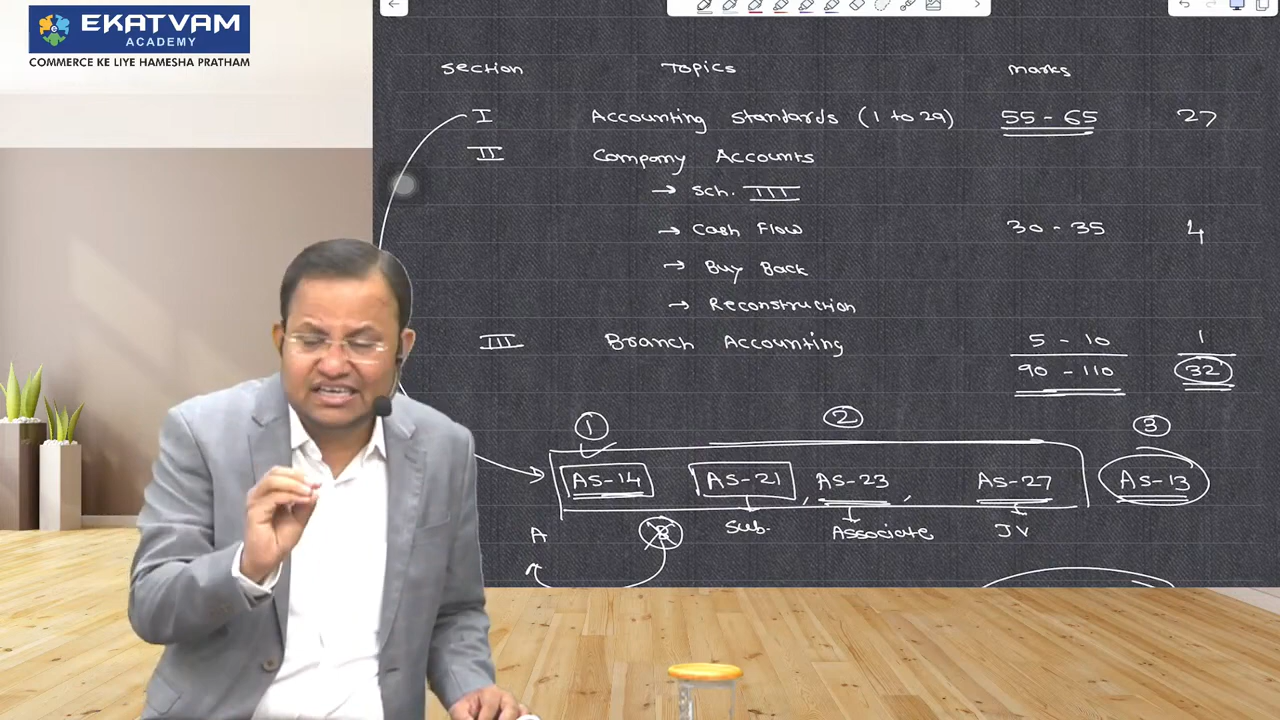 EKATVAM
ACADEMY
COMMERCE KE LIYE HAMESHA PRATHAM
Section Topics Marks
I Accounting Standards (1 to 29) 55 - 65 27
II Company Accounts
→ Sch. III
→ Cash Flow 30 - 35 4
→ Buy Back
→ Reconstruction
III Branch Accounting 5 - 10 1
90 - 110 32
1 2 3
AS-14 AS-21, AS-23, AS-27 AS-13
A B Sub. Associate JV